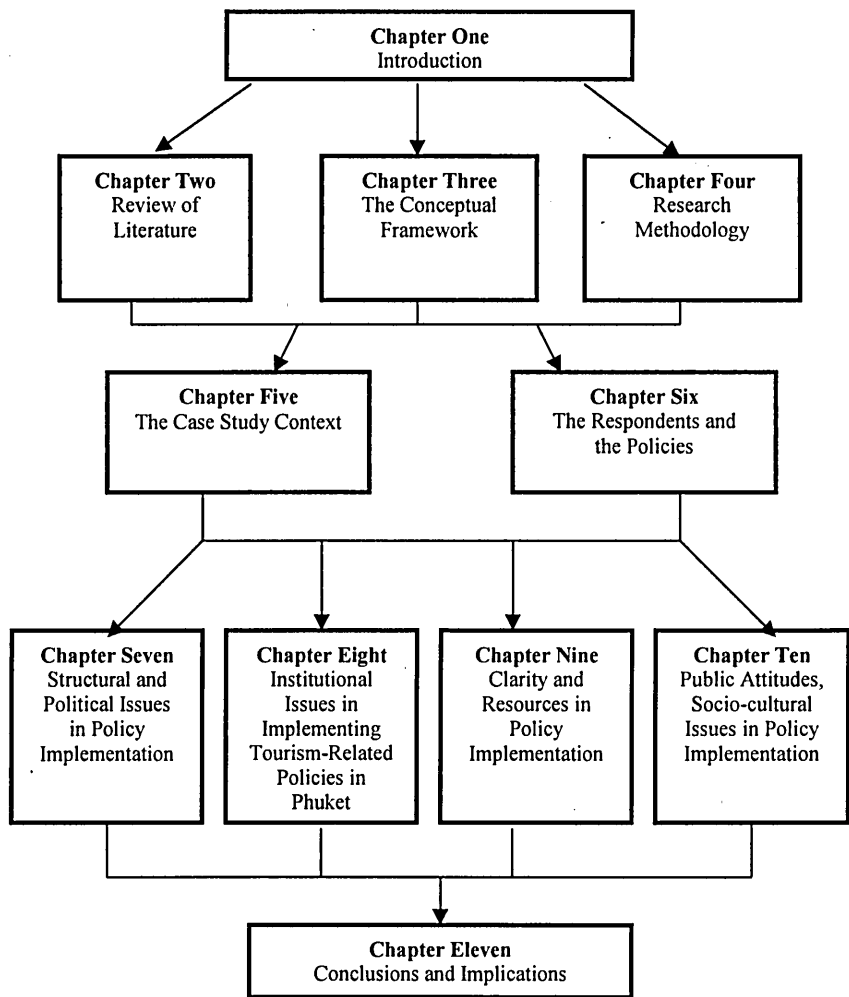 Chapter One
Introduction
Chapter Two
Review of
Literature
Chapter Three
The Conceptual
Framework
Chapter Four
Research
Methodology
Chapter Five
The Case Study Context
Chapter Six
The Respondents and
the Policies
Chapter Seven
Structural and
Political Issues
in Policy
Implementation
Chapter Eight
Institutional
Issues in
Implementing
Tourism-Related
Policies in
Phuket
Chapter Nine
Clarity and
Resources in
Policy
Implementation
Chapter Ten
Public Attitudes,
Socio-cultural
Issues in Policy
Implementation
Chapter Eleven
Conclusions and Implications